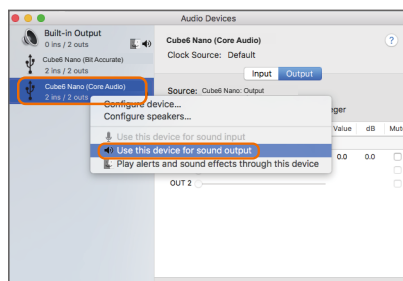 Audio Devices
Built-in Output
0 ins / 2 outs
Cube6 Nano (Bit Accurate)
2 ins / 2 outs
Cube6 Nano (Core Audio)
2 ins / 2 outs
Cube6 Nano (Core Audio)
?
Clock Source: Default
Input Output
Source: Cube6 Nano: Output
Configure device...
Configure speakers...
Use this device for sound input
Use this device for sound output
Play alerts and sound effects through this device
Value dB Mute
0.0 0.0
OUT 2